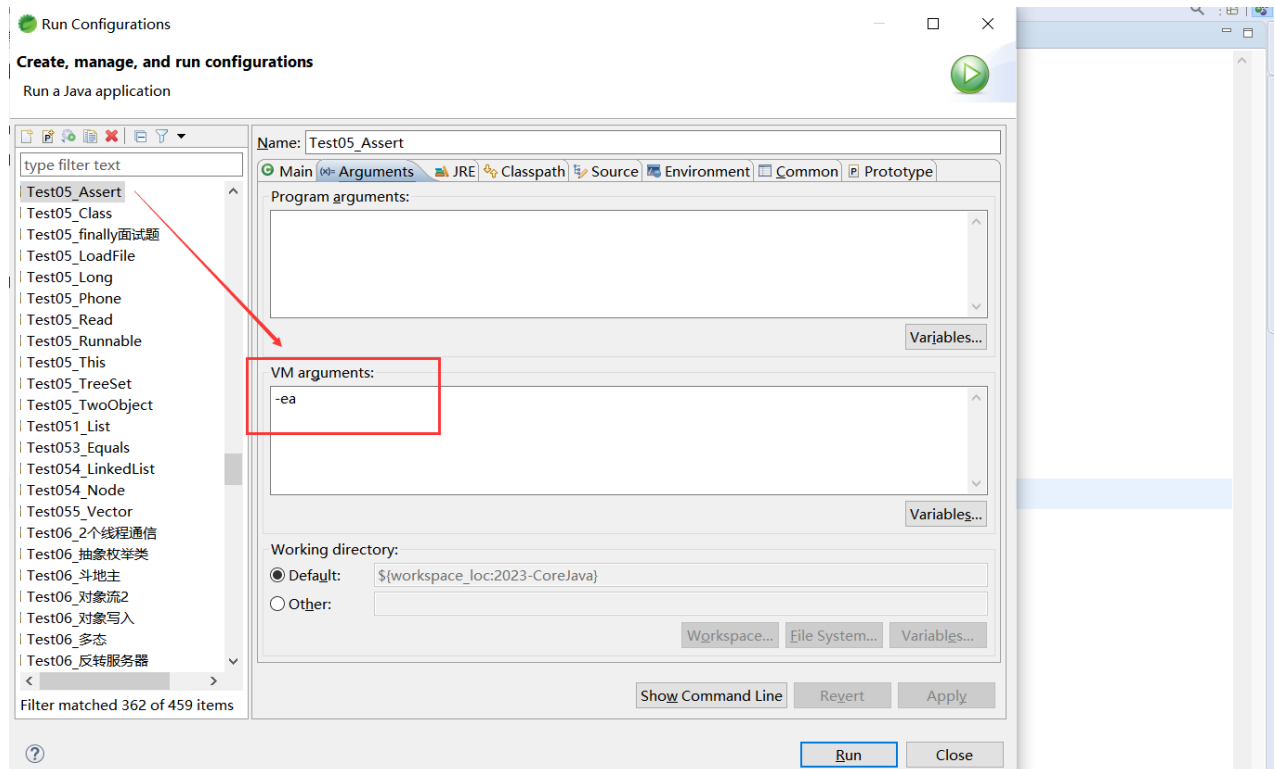 Run Configurations
Create, manage, and run configurations
Run a Java application
Name: Test05_Assert
type filter text
Main
Arguments
JRE
Classpath
Source
Environment
Common
Prototype
Test05_Assert
Test05_Class
Test05_finally面试题
Test05_LoadFile
Test05_Long
Test05_Phone
Test05_Read
Test05_Runnable
Test05_This
Test05_TreeSet
Test05_TwoObject
Test051_List
Test053_Equals
Test054_LinkedList
Test054_Node
Test055_Vector
Test06_2个线程通信
Test06_抽象枚举类
Test06_斗地主
Test06_对象流2
Test06_对象写入
Test06_多态
Test06_反转服务器
Filter matched 362 of 459 items
Program arguments:
Variables...
VM arguments:
-ea
Variables...
Working directory:
Default: ${workspace_loc:2023-CoreJava}
Other:
Workspace... File System... Variables...
Show Command Line Revert Apply
Run Close